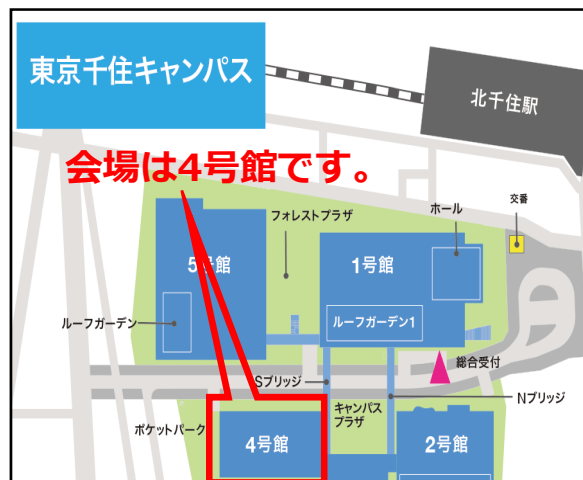 東京千住キャンパス
北千住駅
会場は4号館です。
交番
ホール
フォレストプラザ
5号館
1号館
ルーフガーデン
ルーフガーデン1
総合受付
Sブリッジ
Nブリッジ
キャンパス
プラザ
ポケットパーク
4号館
2号館